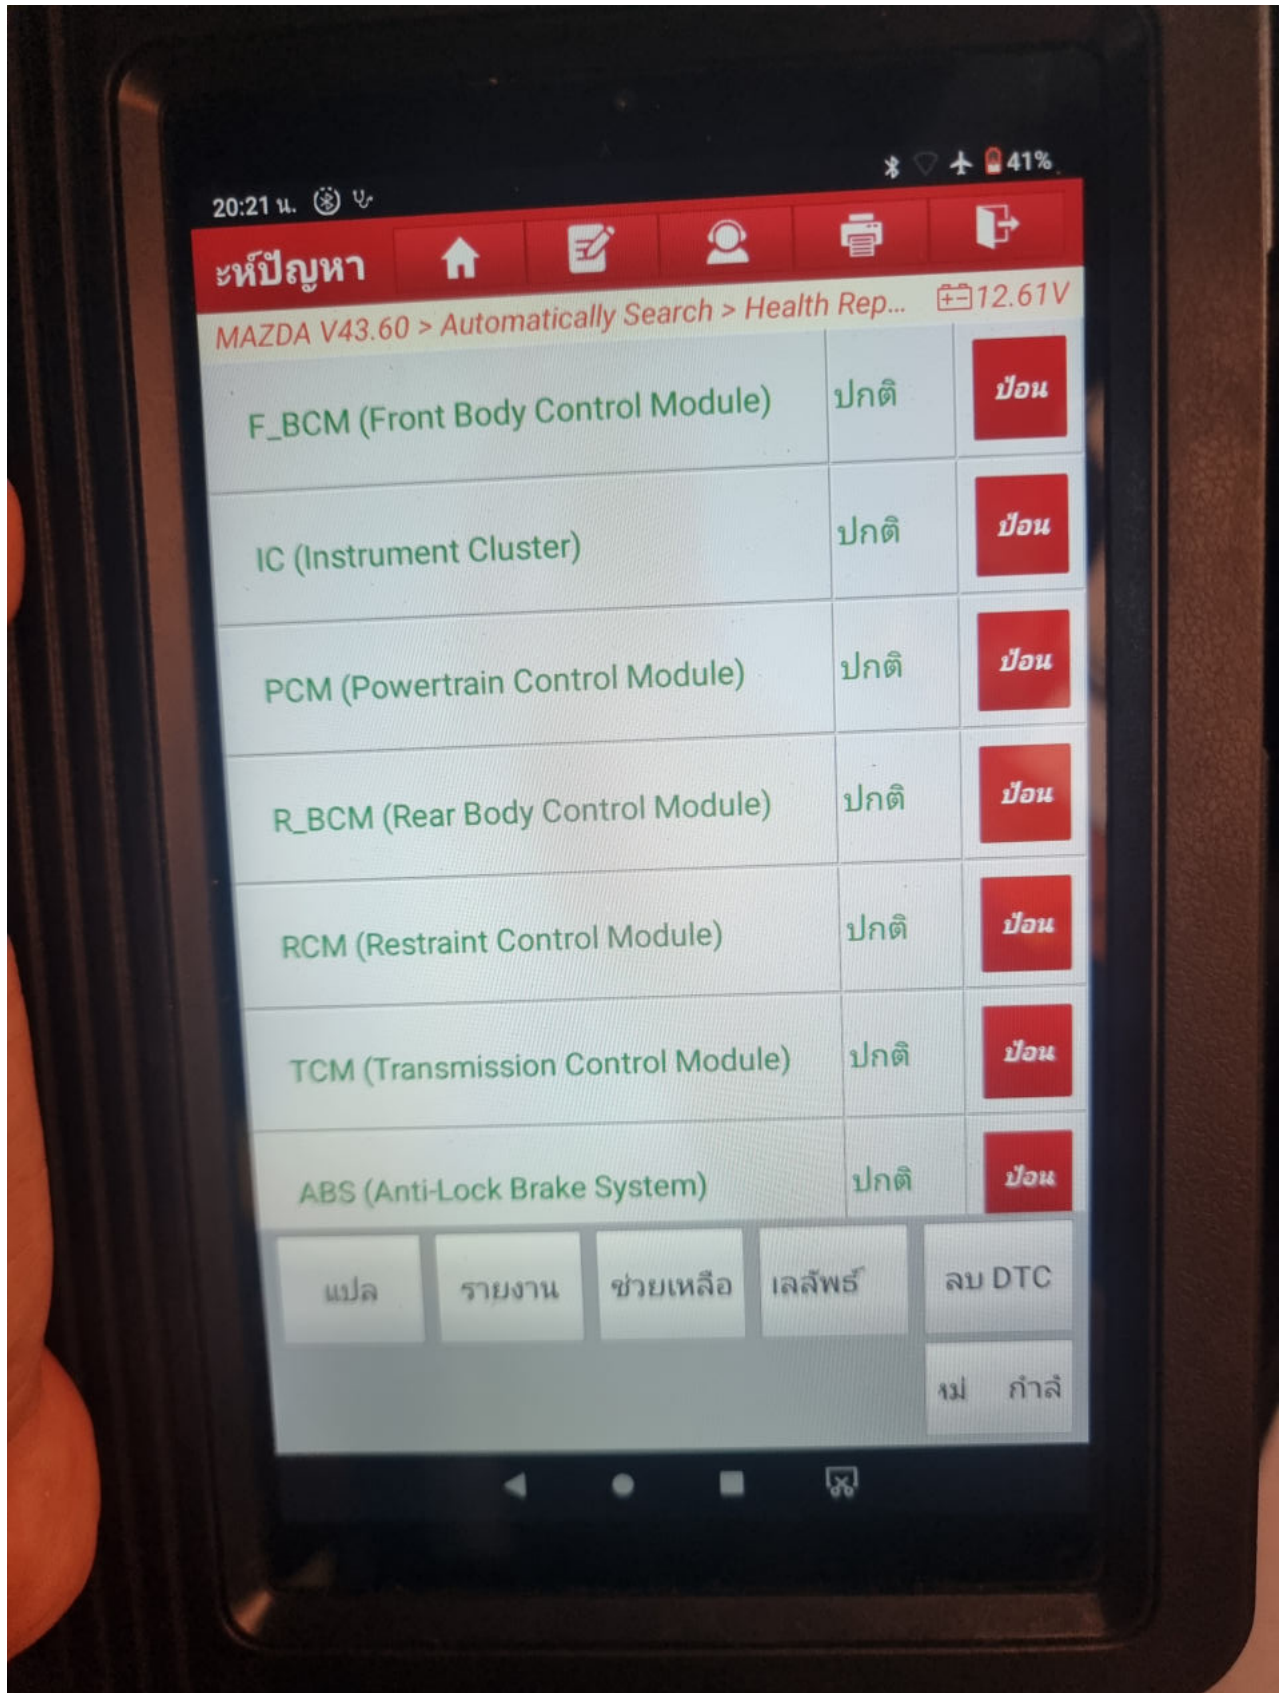 20:21 น.
41%
ะห์ปัญหา
MAZDA V43.60 > Automatically Search > Health Rep... 12.61V
F_BCM (Front Body Control Module) ปกติ ป้อน
IC (Instrument Cluster) ปกติ ป้อน
PCM (Powertrain Control Module) ปกติ ป้อน
R_BCM (Rear Body Control Module) ปกติ ป้อน
RCM (Restraint Control Module) ปกติ ป้อน
TCM (Transmission Control Module) ปกติ ป้อน
ABS (Anti-Lock Brake System) ปกติ ป้อน
แปล รายงาน ช่วยเหลือ เลลัพธ์ ลบ DTC
กำลั